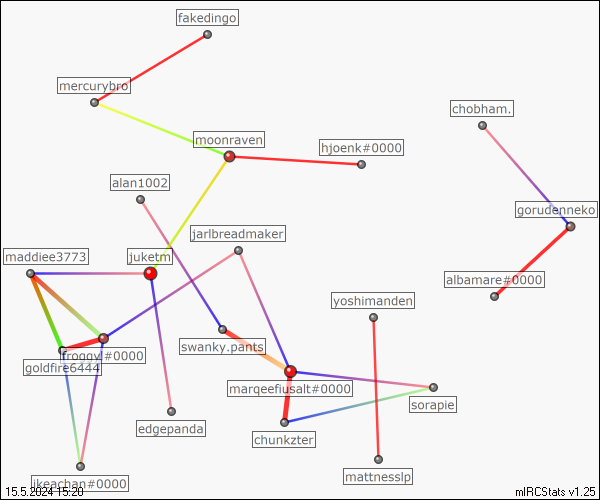 fakedingo
mercurybro
chobham.
moonraven
hjoenk#0000
alan1002
gorudenneko
jarlbreadmaker
maddiee3773
juketm
albamare#0000
yoshimanden
swanky.pants
froggy!#0000
goldfire6444
marqeefiusalt#0000
sorapie
edgepanda
chunkzter
mattnesslp
ikeachan#0000
15.5.2024 15:20
mIRCStats v1.25